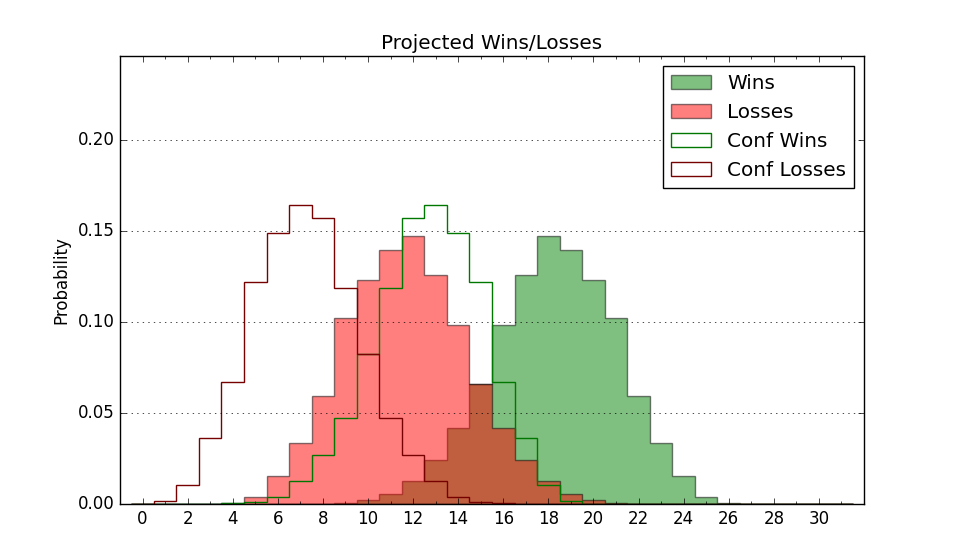 Projected Wins/Losses
Wins
Losses
Conf Wins
Conf Losses
Probability
0.20
0.15
0.10
0.05
0.00
0 2 4 6 8 10 12 14 16 18 20 22 24 26 28 30